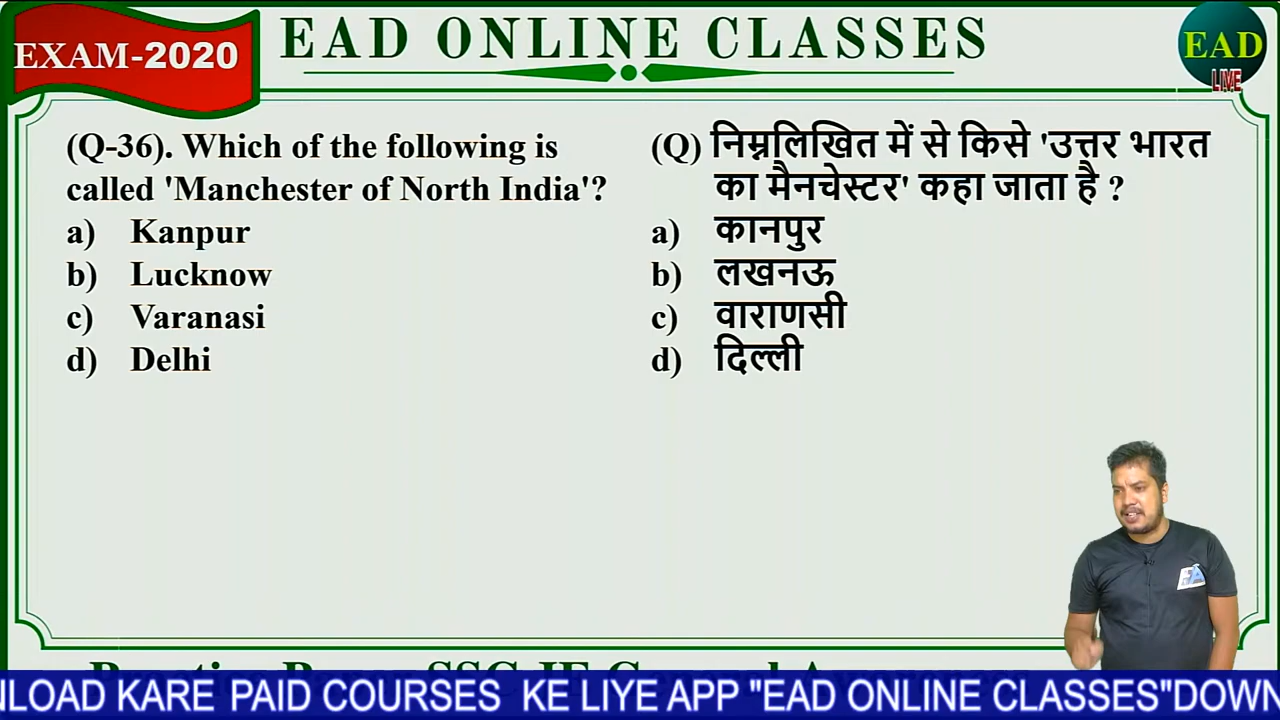 EXAM-2020
EAD ONLINE CLASSES
EAD
LIVE
(Q-36). Which of the following is
called 'Manchester of North India'?
a) Kanpur
b) Lucknow
c) Varanasi
d) Delhi
(Q) निम्नलिखित में से किसे 'उत्तर भारत
का मैनचेस्टर' कहा जाता है ?
a) कानपुर
b) लखनऊ
c) वाराणसी
d) दिल्ली
NLOAD KARE PAID COURSES KE LIYE APP "EAD ONLINE CLASSES"DOWN